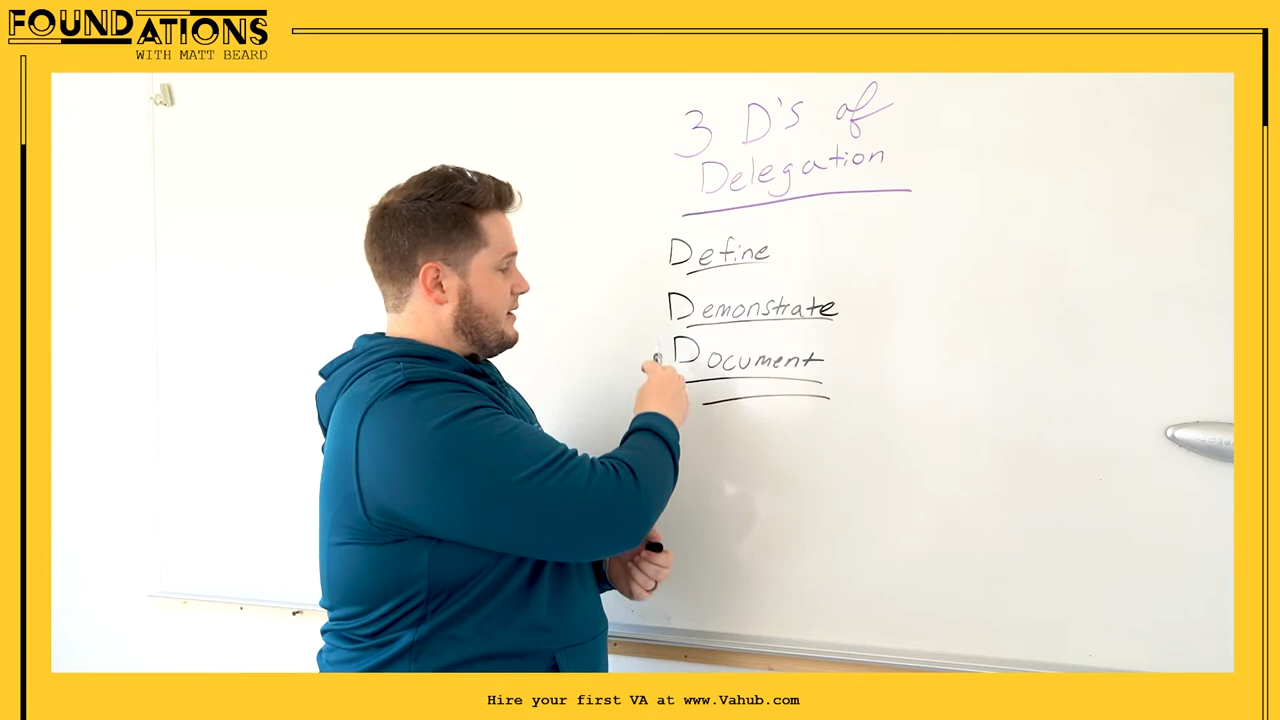 FOUNDATIONS
WITH MATT BEARD
3 D's of
Delegation
Define
Demonstrate
Document
Hire your first VA at www.Vahub.com